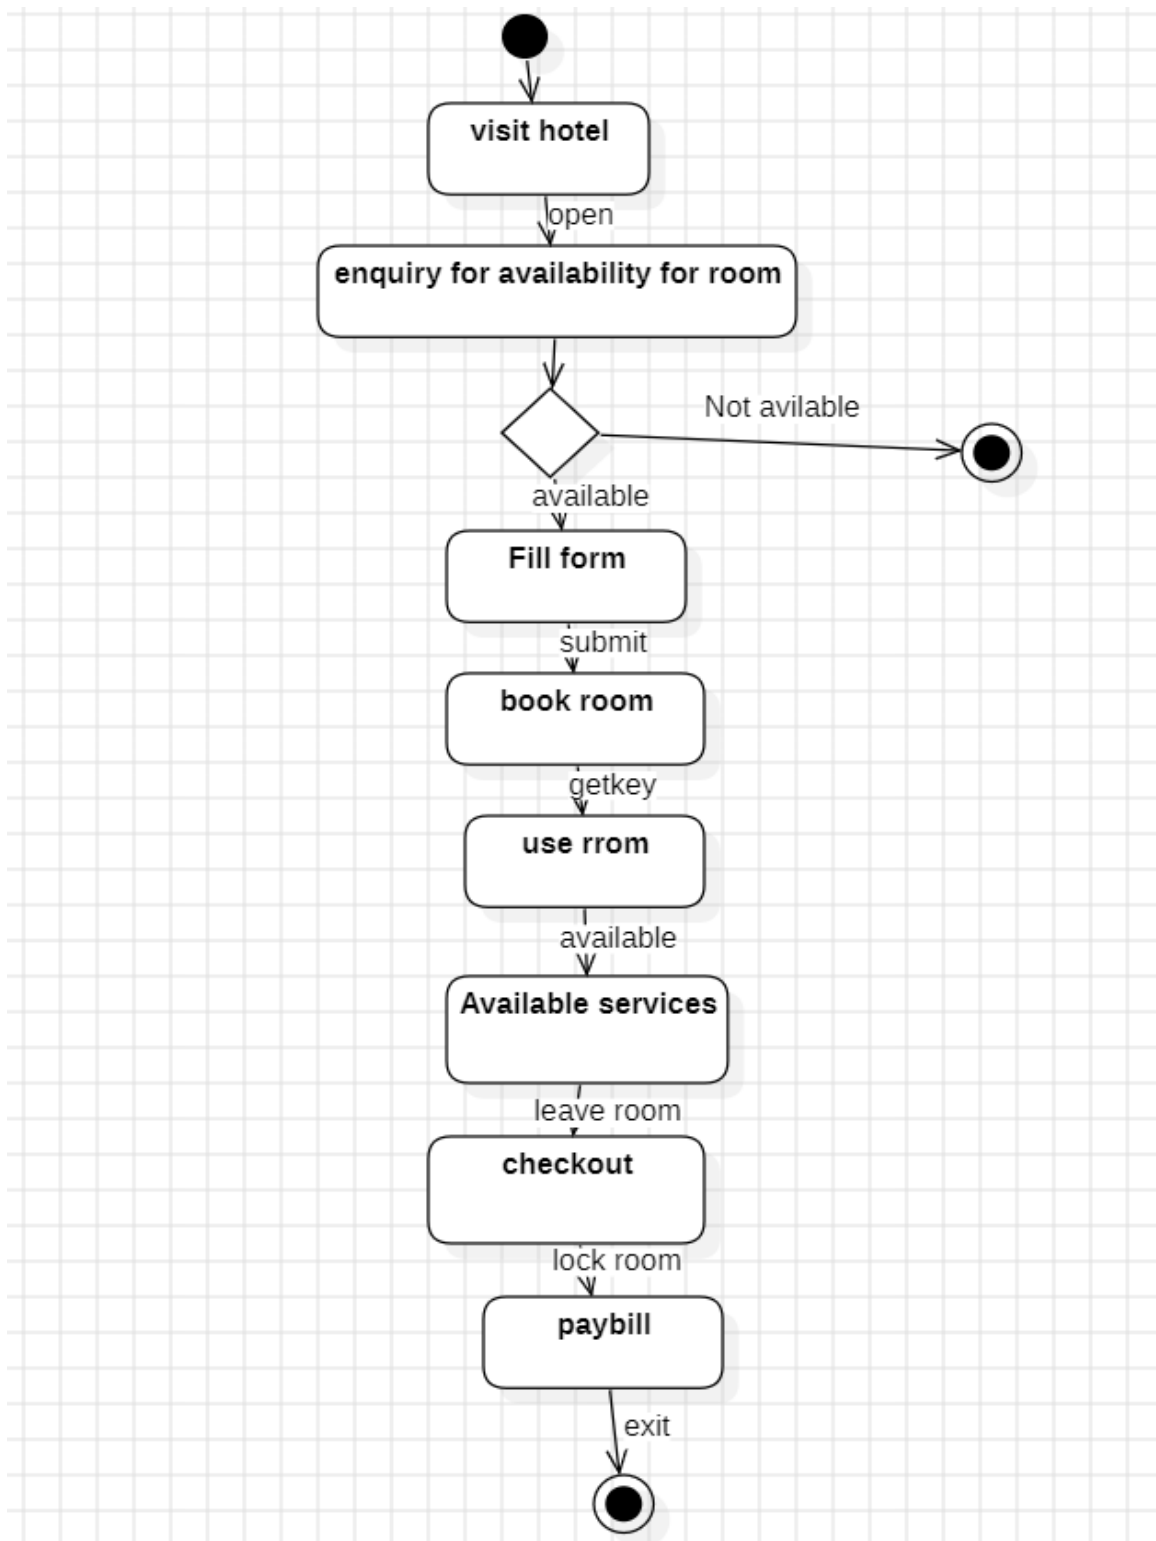 visit hotel
open
enquiry for availability for room
Not avilable
available
Fill form
submit
book room
getkey
use rrom
available
Available services
leave room
checkout
lock room
paybill
exit